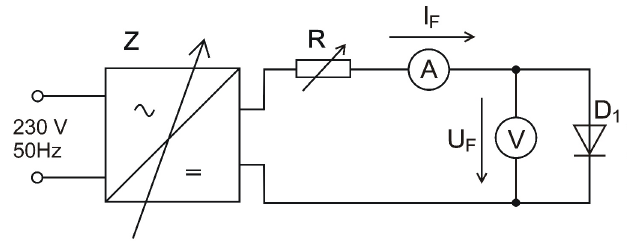 Z
230 V
50Hz
~
=
R
I_F
A
U_F
V
D_1